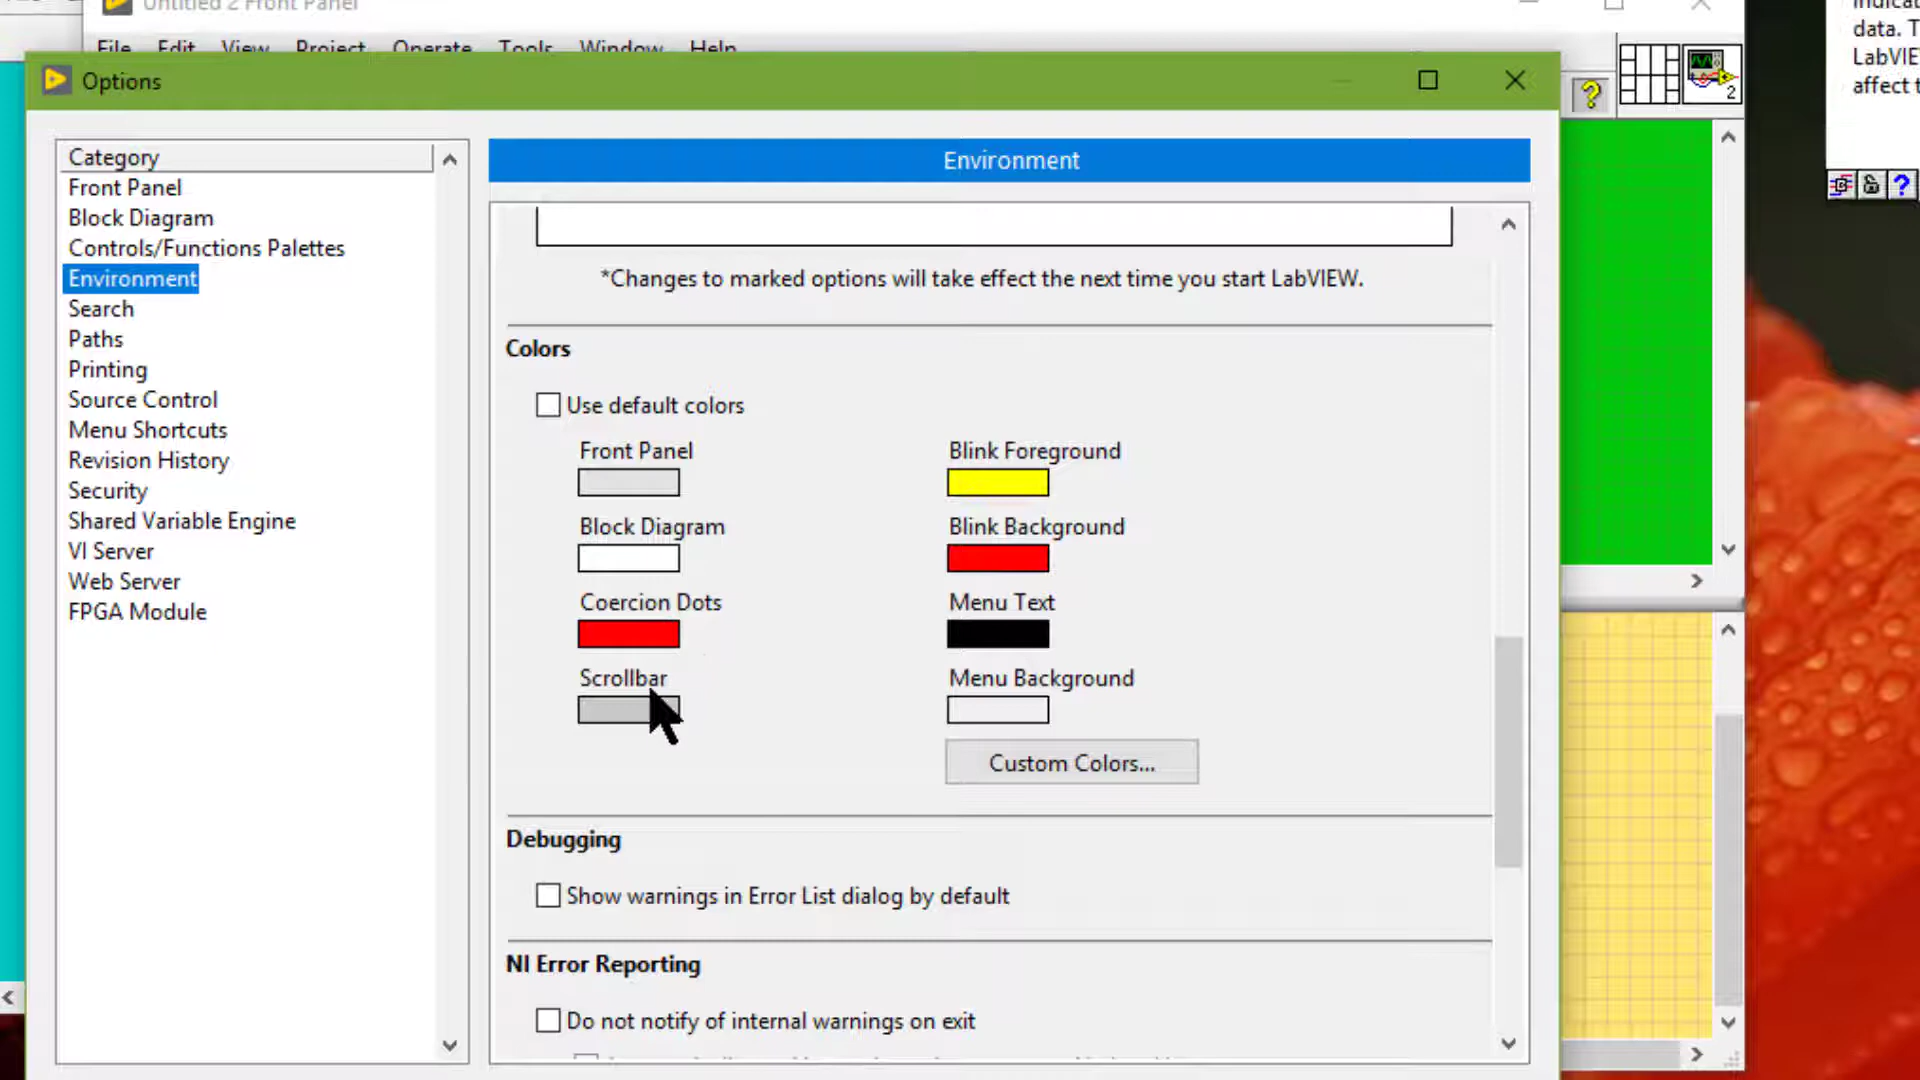 Untitled 2 Front Panel
File Edit View Project Operate Tools Window Help
Options
Category
Front Panel
Block Diagram
Controls/Functions Palettes
Environment
Search
Paths
Printing
Source Control
Menu Shortcuts
Revision History
Security
Shared Variable Engine
VI Server
Web Server
FPGA Module
Environment
*Changes to marked options will take effect the next time you start LabVIEW.
Colors
Use default colors
Front Panel
Blink Foreground
Block Diagram
Blink Background
Coercion Dots
Menu Text
Scrollbar
Menu Background
Custom Colors...
Debugging
Show warnings in Error List dialog by default
NI Error Reporting
Do not notify of internal warnings on exit
2
data. T
LabVIE
affect t